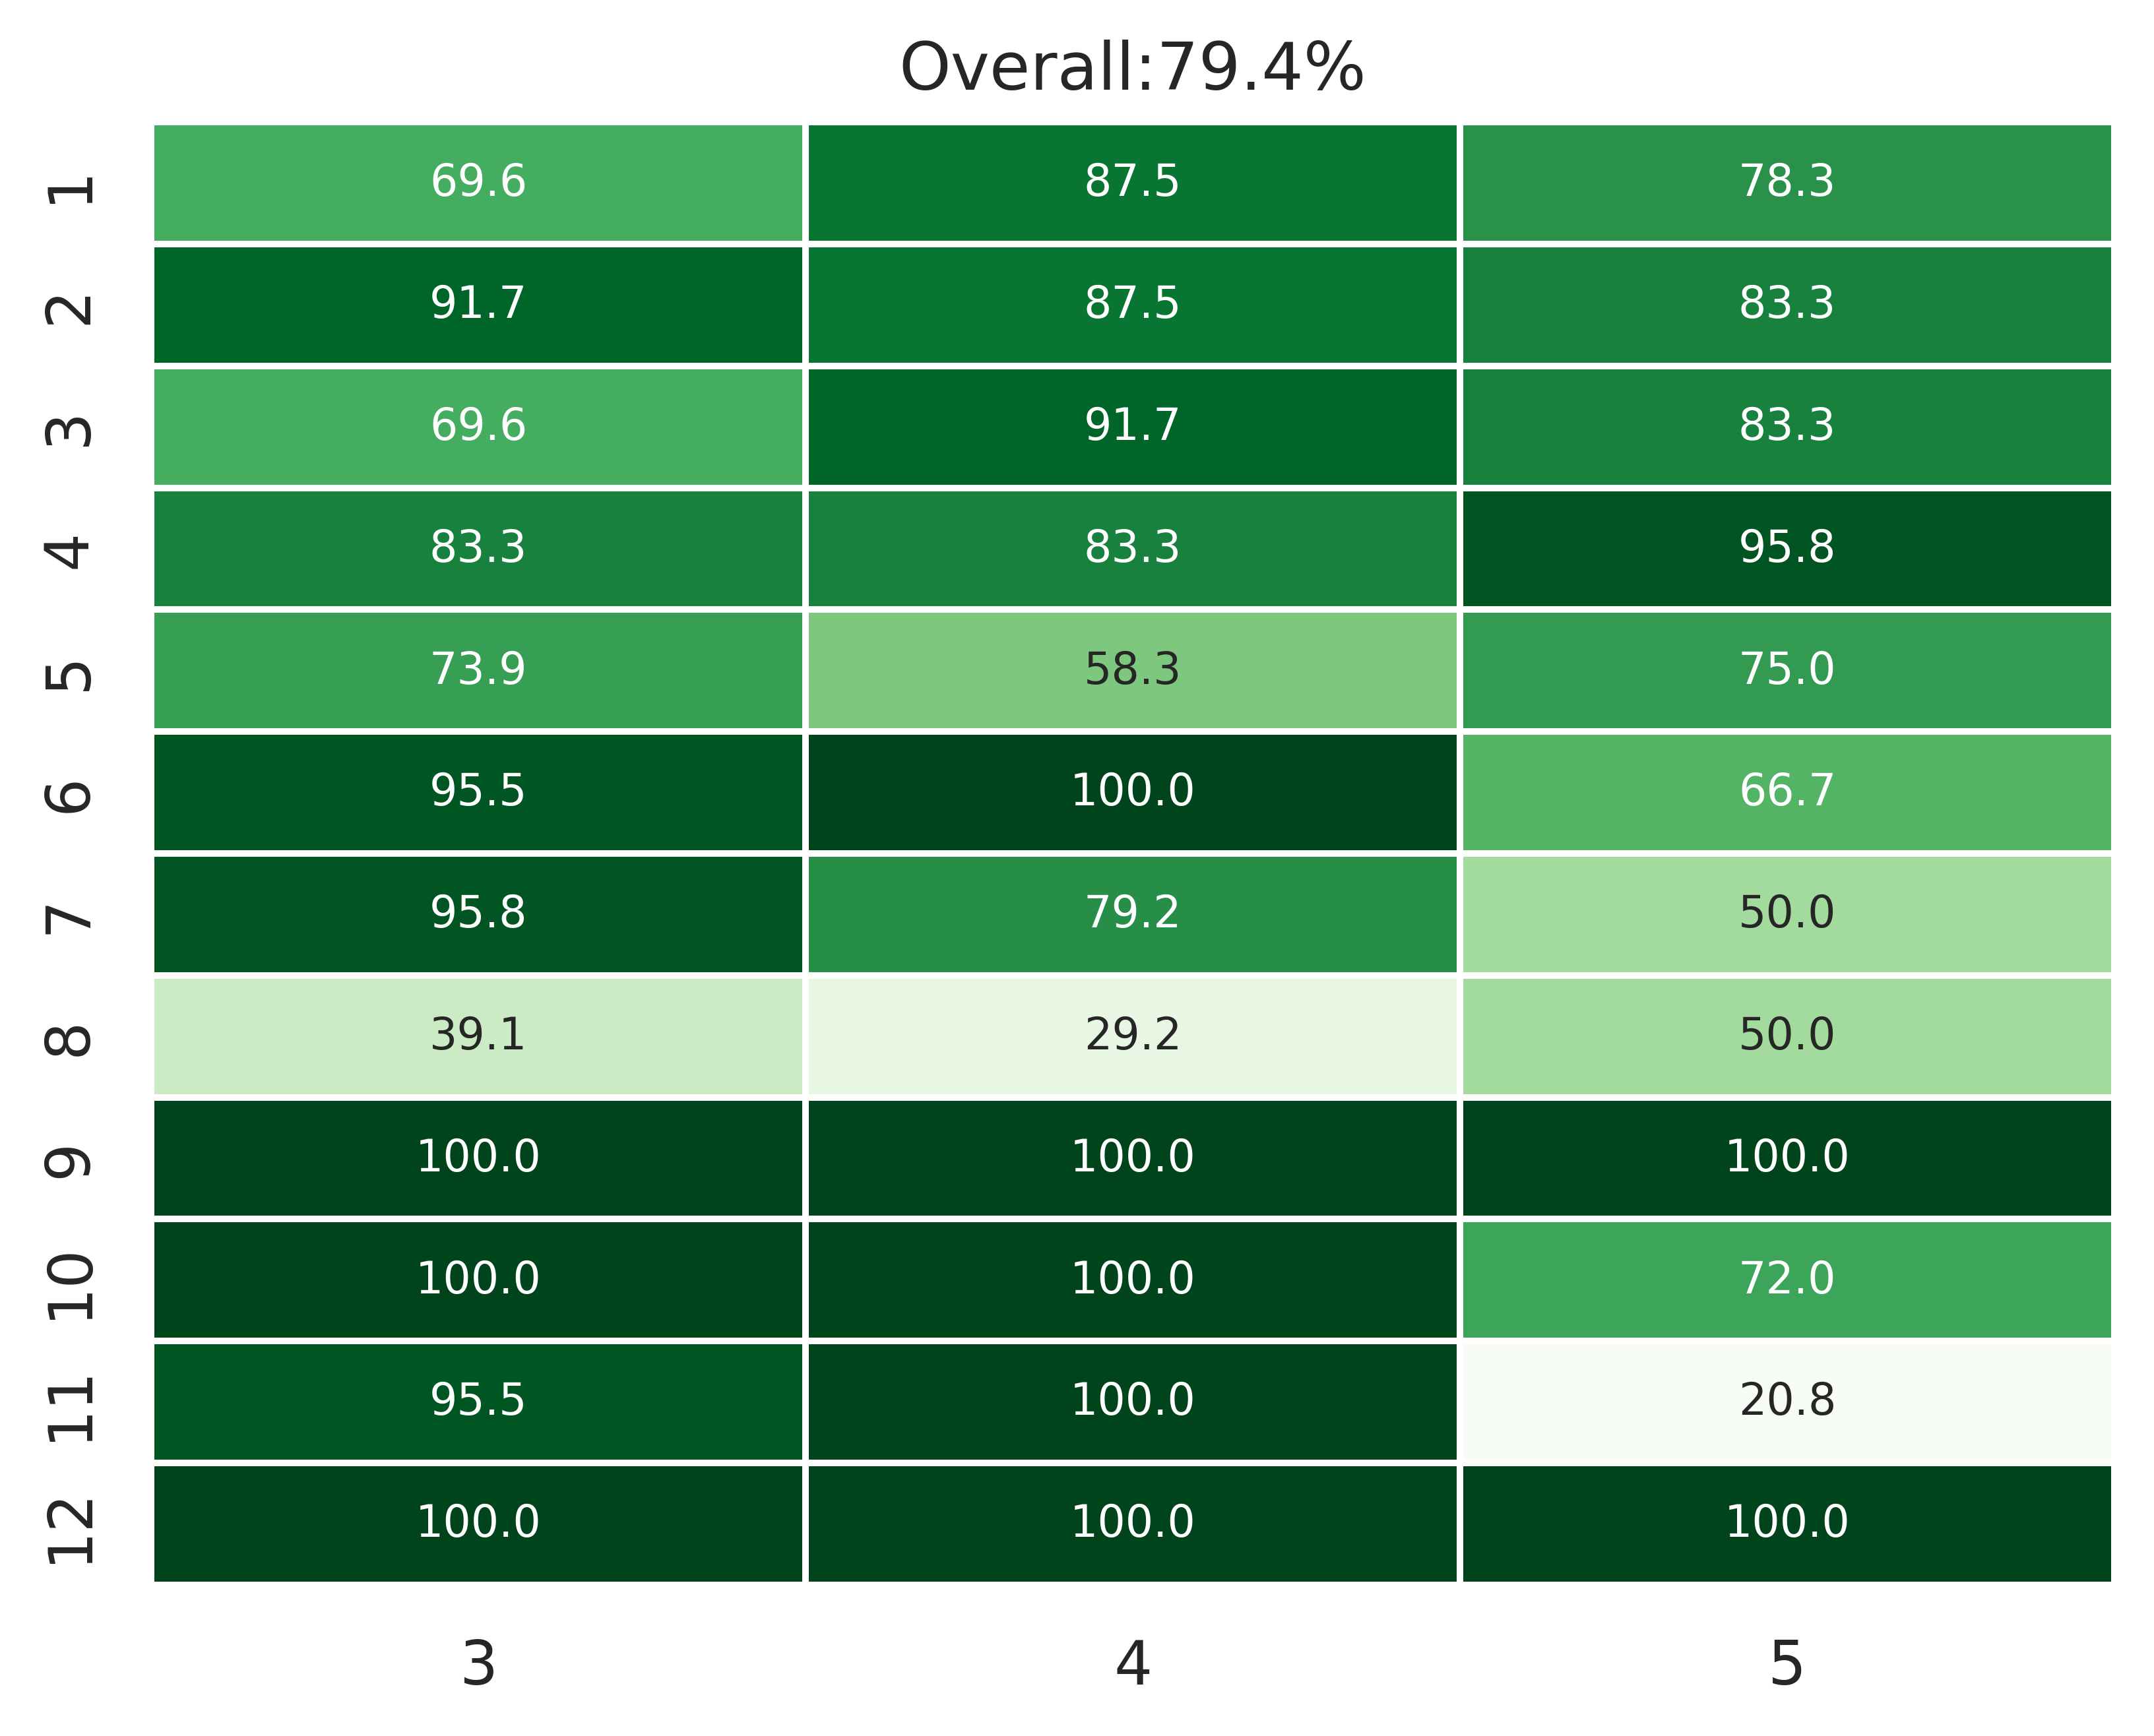 Overall:79.4%
1 69.6 87.5 78.3
2 91.7 87.5 83.3
3 69.6 91.7 83.3
4 83.3 83.3 95.8
5 73.9 58.3 75.0
6 95.5 100.0 66.7
7 95.8 79.2 50.0
8 39.1 29.2 50.0
9 100.0 100.0 100.0
10 100.0 100.0 72.0
11 95.5 100.0 20.8
12 100.0 100.0 100.0
3 4 5